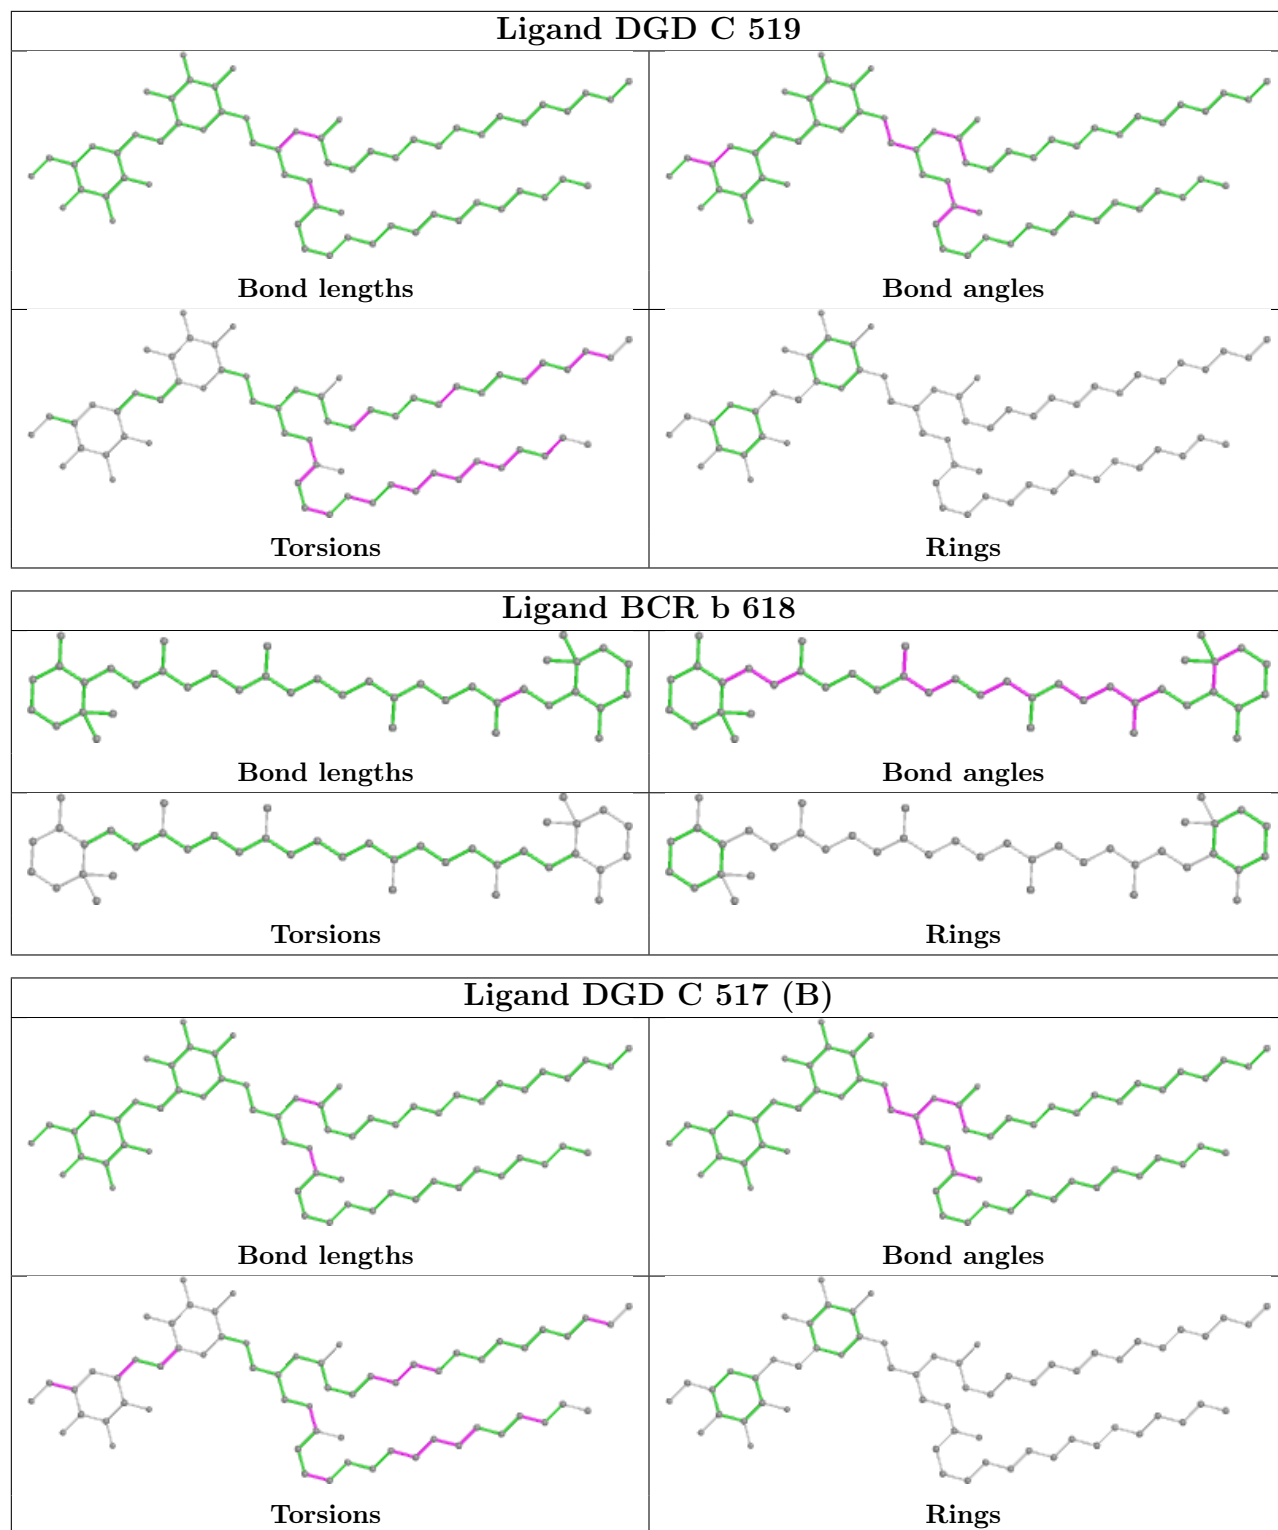 Ligand DGD C 519
Bond lengths
Bond angles
Torsions
Rings
Ligand BCR b 618
Bond lengths
Bond angles
Torsions
Rings
Ligand DGD C 517 (B)
Bond lengths
Bond angles
Torsions
Rings